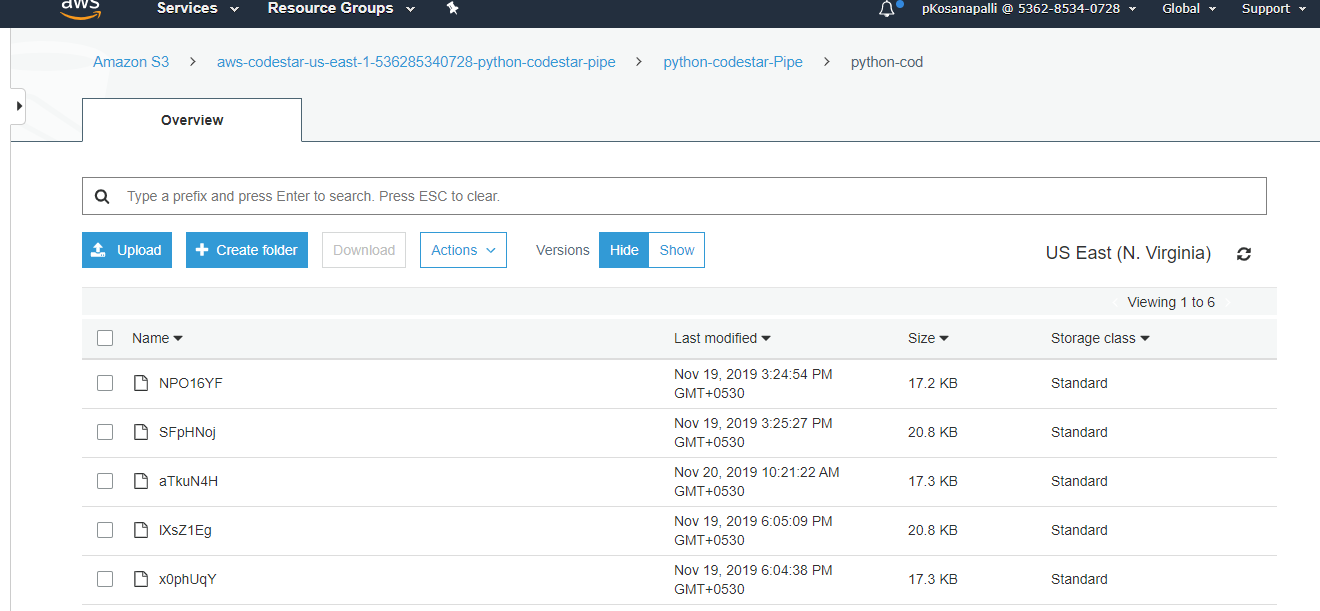 aws Services Resource Groups pKosanapalli @ 5362-8534-0728 Global Support
Amazon S3 > aws-codestar-us-east-1-536285340728-python-codestar-pipe > python-codestar-Pipe > python-cod
Overview
Type a prefix and press Enter to search. Press ESC to clear.
Upload + Create folder Download Actions Versions Hide Show US East (N. Virginia)
Viewing 1 to 6
Name Last modified Size Storage class
NPO16YF Nov 19, 2019 3:24:54 PM GMT+0530 17.2 KB Standard
SFpHNoj Nov 19, 2019 3:25:27 PM GMT+0530 20.8 KB Standard
aTkuN4H Nov 20, 2019 10:21:22 AM GMT+0530 17.3 KB Standard
lXsZ1Eg Nov 19, 2019 6:05:09 PM GMT+0530 20.8 KB Standard
x0phUqY Nov 19, 2019 6:04:38 PM GMT+0530 17.3 KB Standard